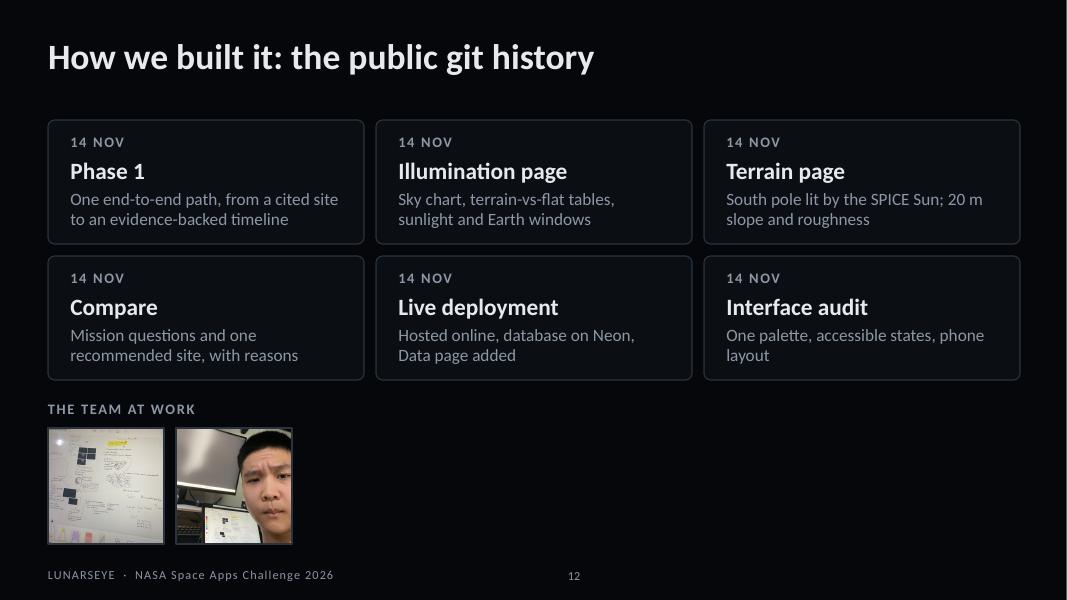 How we built it: the public git history
14 NOV
Phase 1
One end-to-end path, from a cited site
to an evidence-backed timeline
14 NOV
Illumination page
Sky chart, terrain-vs-flat tables,
sunlight and Earth windows
14 NOV
Terrain page
South pole lit by the SPICE Sun; 20 m
slope and roughness
14 NOV
Compare
Mission questions and one
recommended site, with reasons
14 NOV
Live deployment
Hosted online, database on Neon,
Data page added
14 NOV
Interface audit
One palette, accessible states, phone
layout
THE TEAM AT WORK
LUNARSEYE · NASA Space Apps Challenge 2026
12